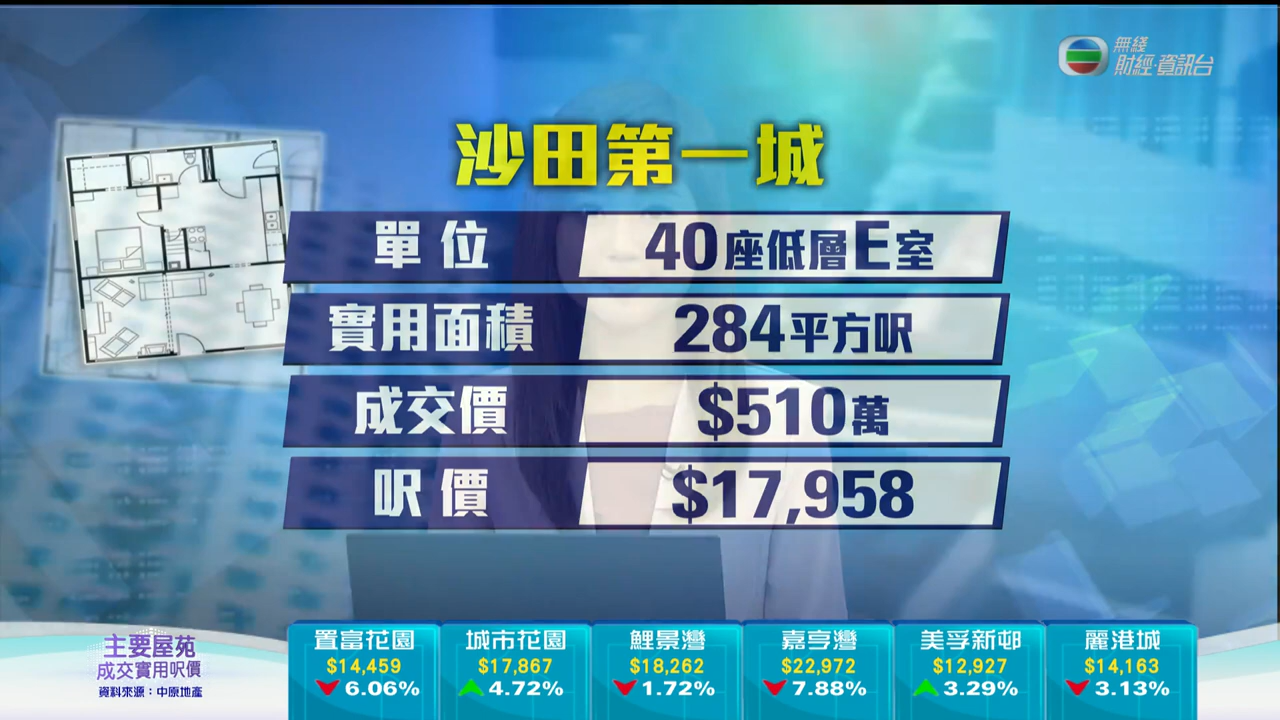 無綫
財經·資訊台
沙田第一城
單位 40座低層E室
實用面積 284平方呎
成交價 $510萬
呎價 $17,958
主要屋苑
成交實用呎價
資料來源：中原地產
置富花園 城市花園 鯉景灣 嘉亨灣 美孚新邨 麗港城
$14,459 $17,867 $18,262 $22,972 $12,927 $14,163
6.06% 4.72% 1.72% 7.88% 3.29% 3.13%